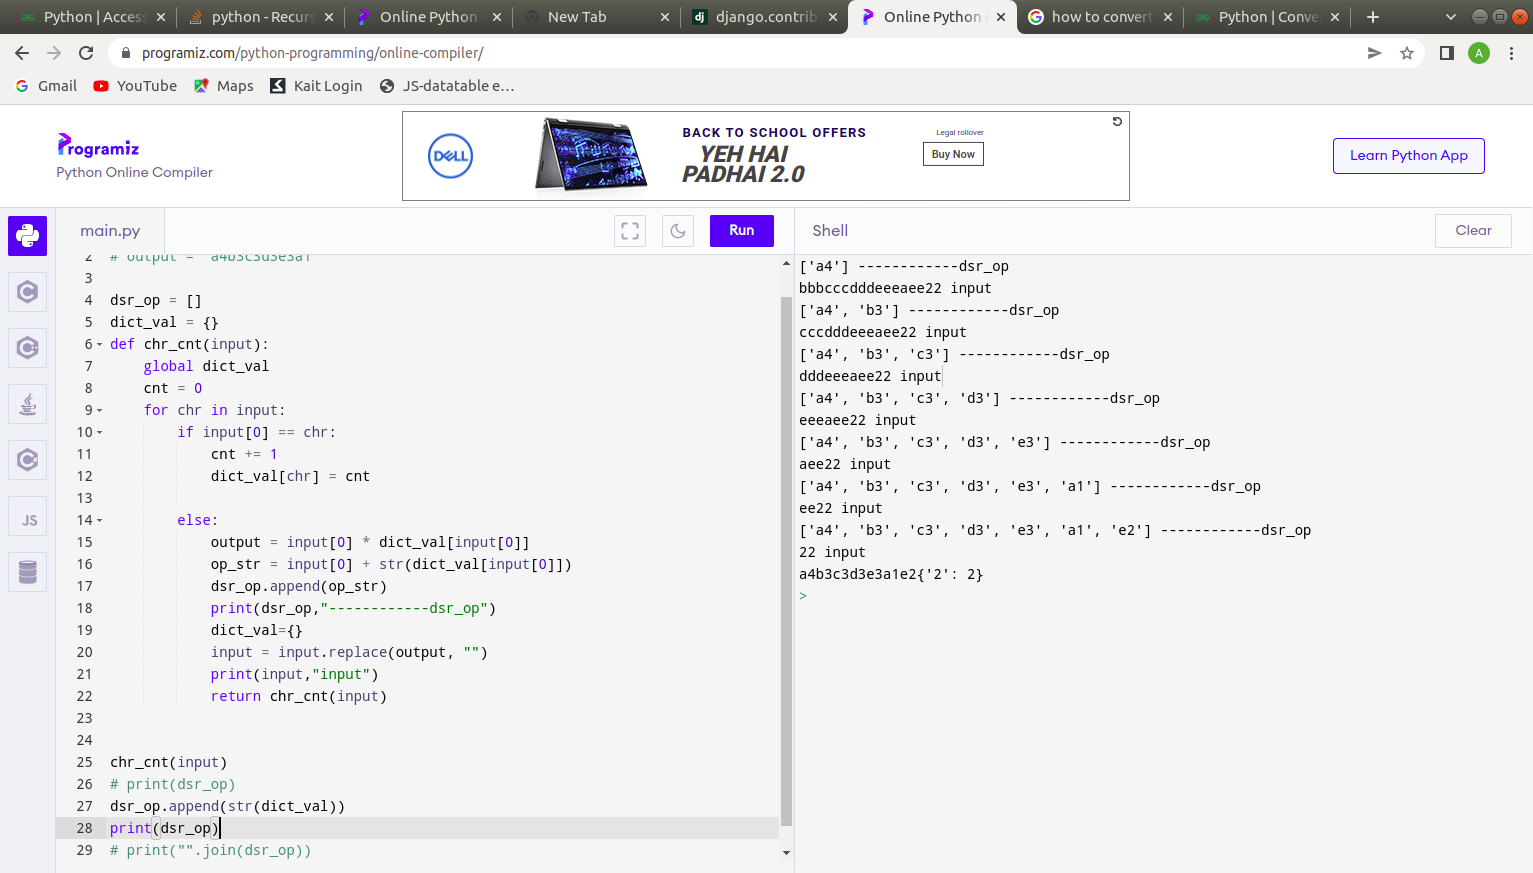 Python | Access
python - Recurs
Online Python
New Tab
django.contrib
Online Python
how to convert
Python | Conve
programiz.com/python-programming/online-compiler/
A
Gmail
YouTube
Maps
Kait Login
JS-datatable e...
Programiz
Python Online Compiler
DELL
BACK TO SCHOOL OFFERS
YEH HAI
PADHAI 2.0
Legal rollover
Buy Now
Learn Python App
main.py
Run
Shell
Clear
JS
2 # output = "a4b3c3d3e3a1"
3
4 dsr_op = []
5 dict_val = {}
6 def chr_cnt(input):
7 global dict_val
8 cnt = 0
9 for chr in input:
10 if input[0] == chr:
11 cnt += 1
12 dict_val[chr] = cnt
13
14 else:
15 output = input[0] * dict_val[input[0]]
16 op_str = input[0] + str(dict_val[input[0]])
17 dsr_op.append(op_str)
18 print(dsr_op,"------------dsr_op")
19 dict_val={}
20 input = input.replace(output, "")
21 print(input,"input")
22 return chr_cnt(input)
23
24
25 chr_cnt(input)
26 # print(dsr_op)
27 dsr_op.append(str(dict_val))
28 print(dsr_op)
29 # print("".join(dsr_op))
['a4'] ------------dsr_op
bbbcccdddeeeaee22 input
['a4', 'b3'] ------------dsr_op
cccdddeeeaee22 input
['a4', 'b3', 'c3'] ------------dsr_op
dddeeeaee22 input
['a4', 'b3', 'c3', 'd3'] ------------dsr_op
eeeaee22 input
['a4', 'b3', 'c3', 'd3', 'e3'] ------------dsr_op
aee22 input
['a4', 'b3', 'c3', 'd3', 'e3', 'a1'] ------------dsr_op
ee22 input
['a4', 'b3', 'c3', 'd3', 'e3', 'a1', 'e2'] ------------dsr_op
22 input
a4b3c3d3e3a1e2{'2': 2}
>